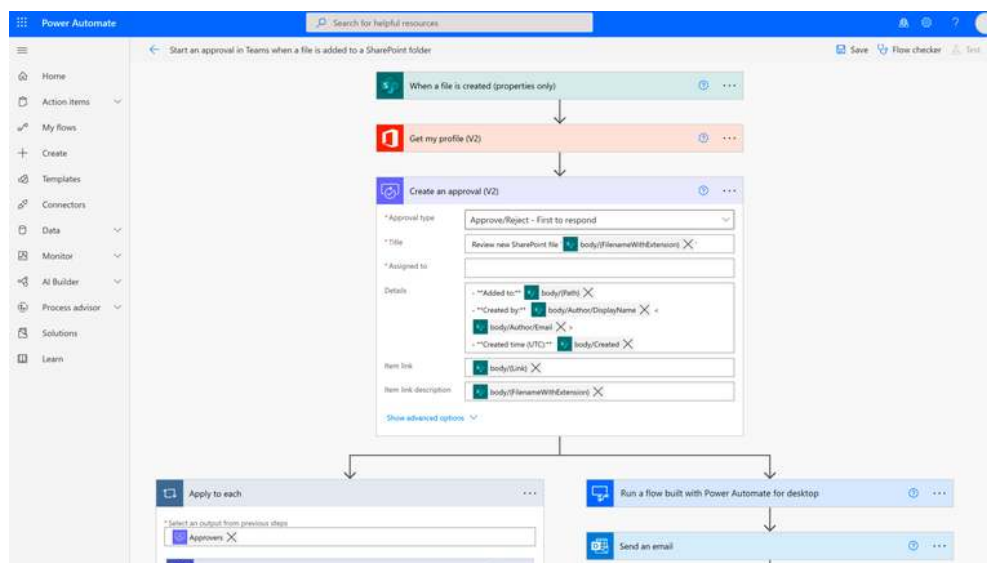 Power Automate
Search for helpful resources
?
Start an approval in Teams when a file is added to a SharePoint folder
Save
Flow checker
Test
Home
Action items
My flows
Create
Templates
Connectors
Data
Monitor
AI Builder
Process advisor
Solutions
Learn
When a file is created (properties only)
Get my profile (V2)
Create an approval (V2)
*Approval type
Approve/Reject - First to respond
*Title
Review new SharePoint file ' body/{FilenameWithExtension} '
*Assigned to
Details
- **Added to:** body/{Path}
- **Created by:** body/Author/DisplayName <
body/Author/Email >
- **Created time (UTC):** body/Created
Item link
body/{Link}
Item link description
body/{FilenameWithExtension}
Show advanced options
Apply to each
*Select an output from previous steps
Approvers
Run a flow built with Power Automate for desktop
Send an email